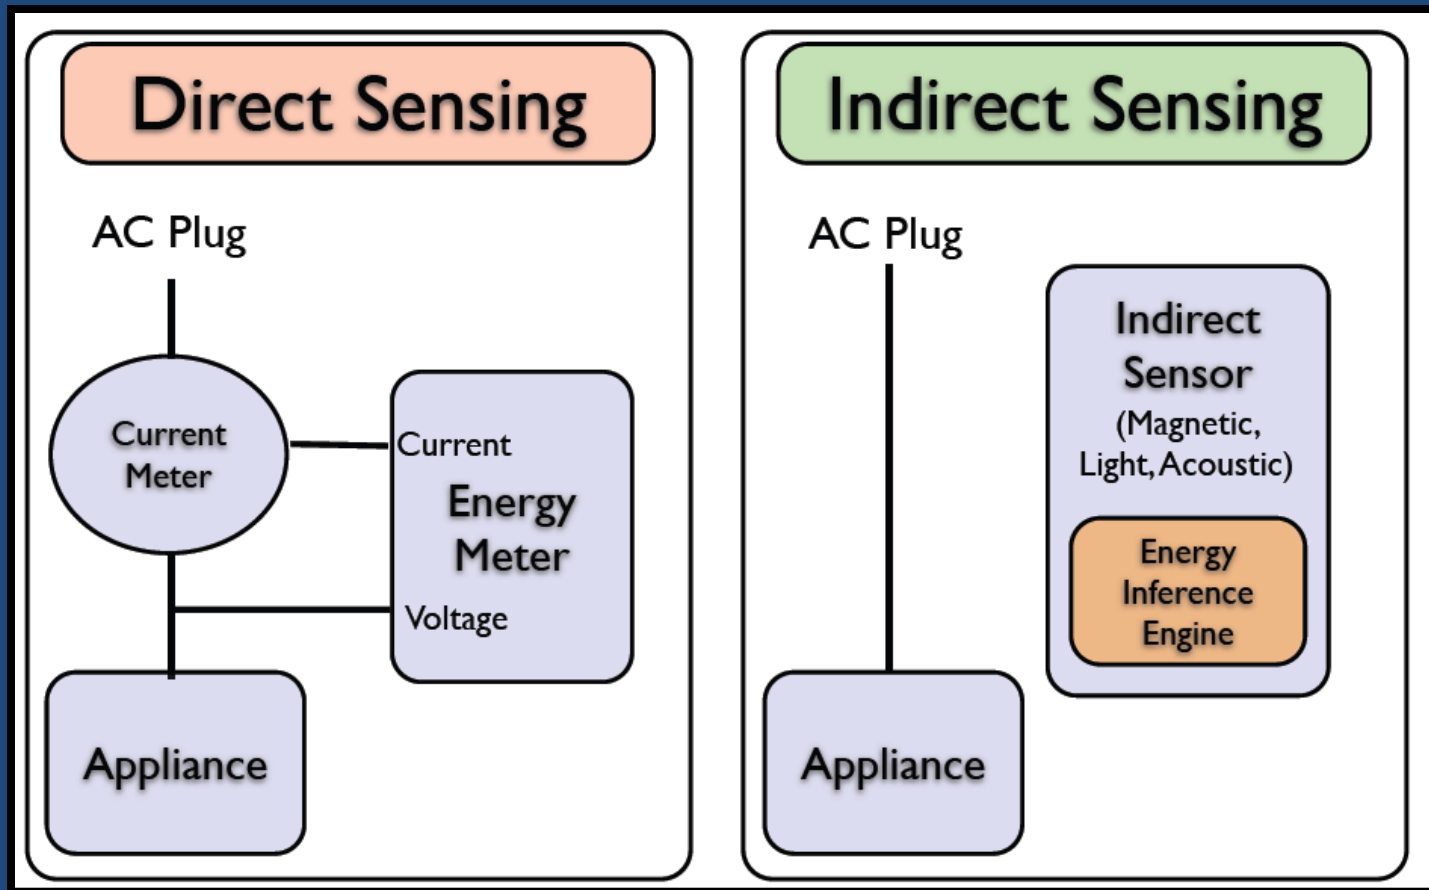 Direct Sensing
AC Plug
Current
Meter
Current
Energy
Meter
Voltage
Appliance
Indirect Sensing
AC Plug
Indirect
Sensor
(Magnetic,
Light, Acoustic)
Energy
Inference
Engine
Appliance